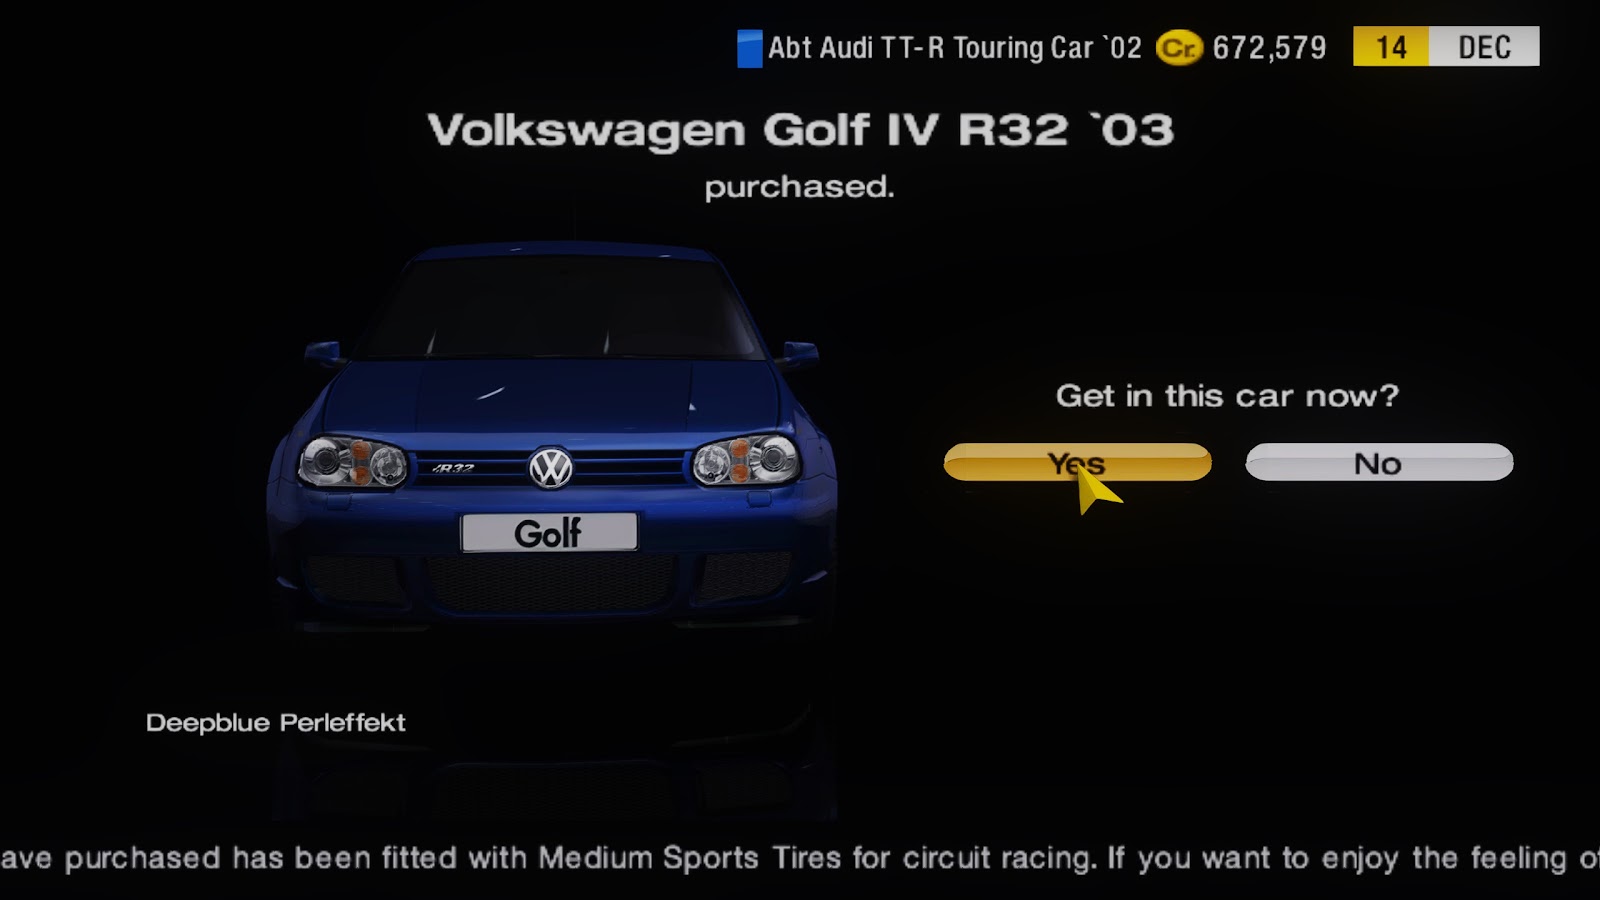 Abt Audi TT-R Touring Car `02 Cr. 672,579 14 DEC
Volkswagen Golf IV R32 `03
purchased.
Get in this car now?
Yes No
R32
Golf
Deepblue Perleffekt
ave purchased has been fitted with Medium Sports Tires for circuit racing. If you want to enjoy the feeling of